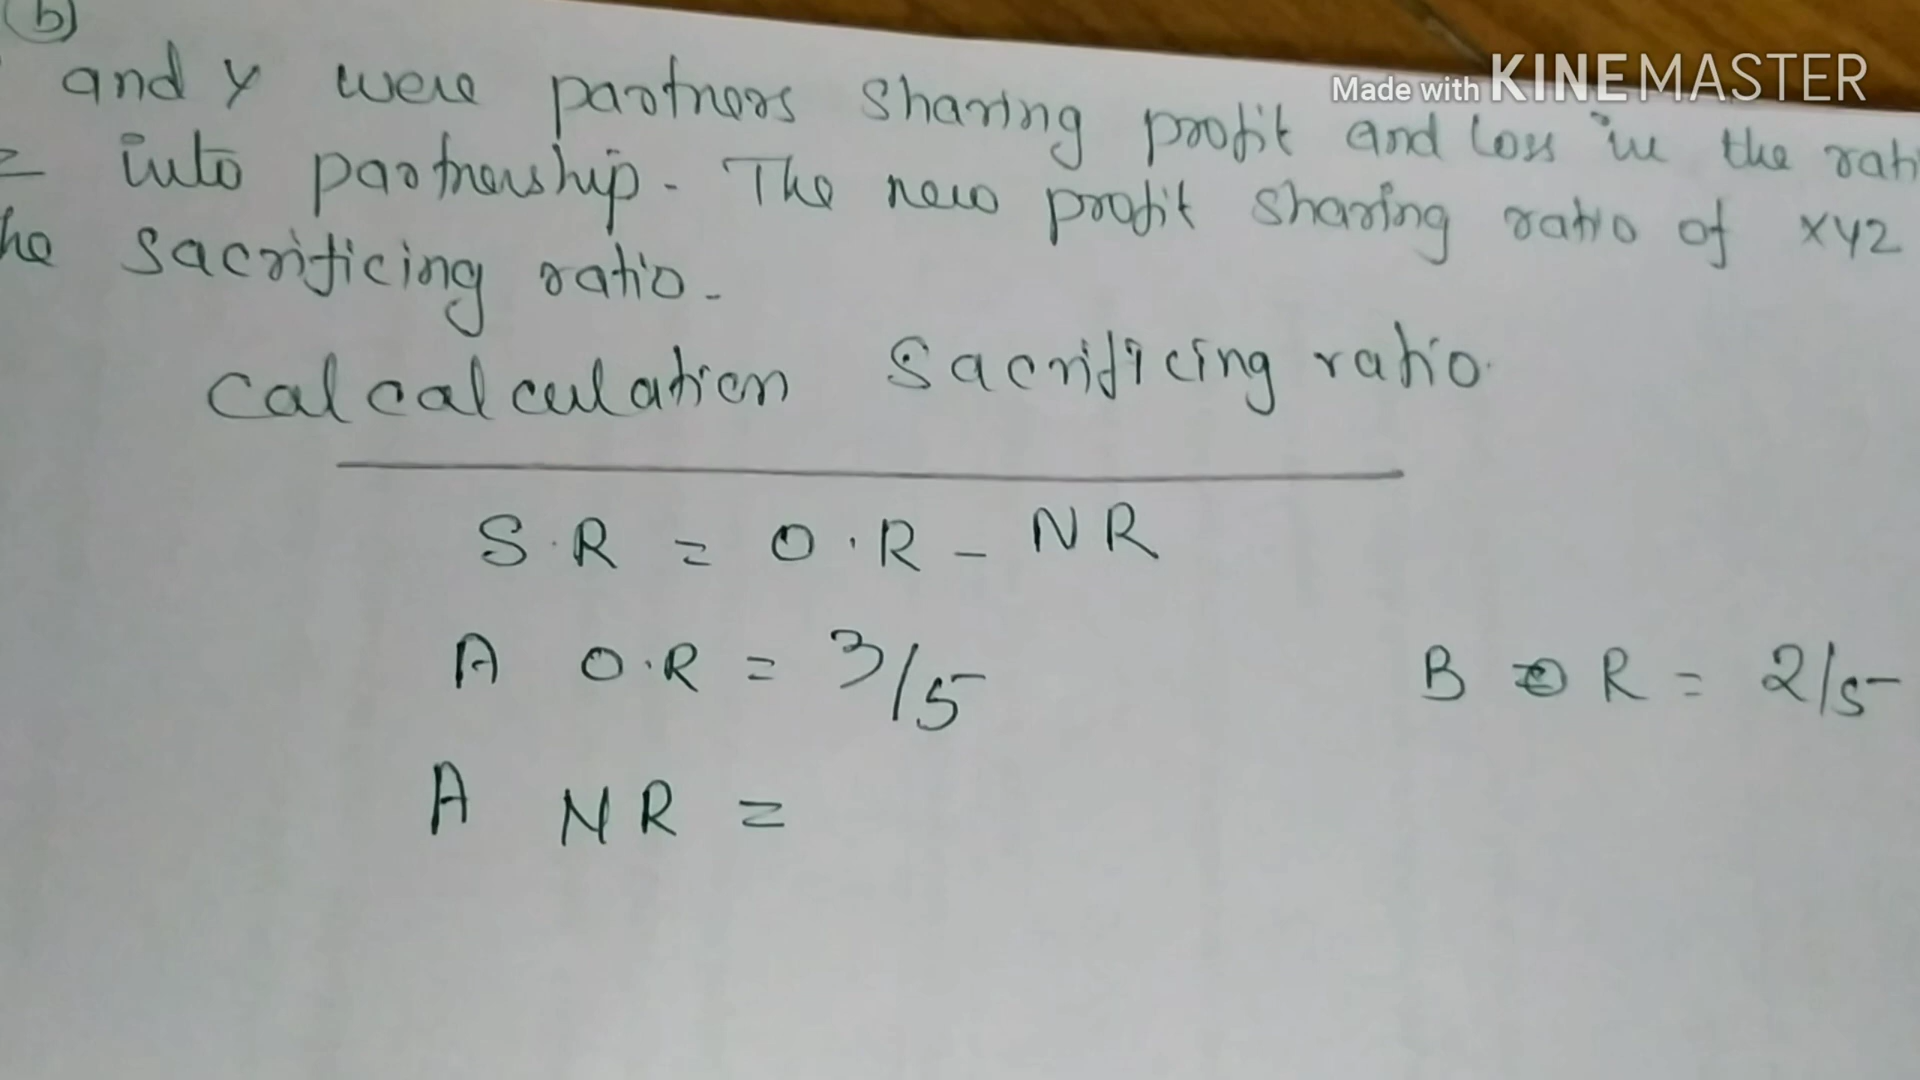 b)
Made with KINEMASTER
and y were partners sharing profit and loss in the rati
z into partnership. The new profit sharing ratio of xyz
he sacrificing ratio.
calcalculation Sacrificing ratio.
S.R = O.R - NR
A O.R = 3/5 B O R = 2/5
A NR =